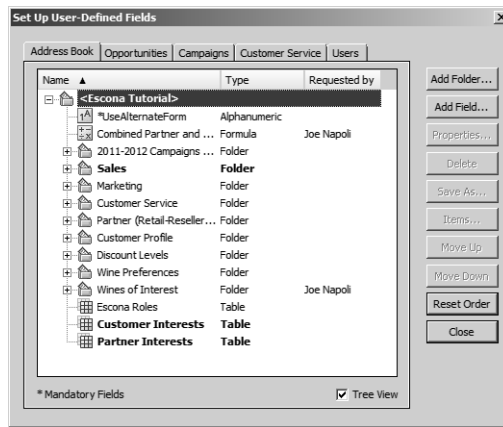 Set Up User-Defined Fields
Address Book Opportunities Campaigns Customer Service Users
Name Type Requested by
<Escona Tutorial>
*UseAlternateForm Alphanumeric
Combined Partner and ... Formula Joe Napoli
2011-2012 Campaigns ... Folder
Sales Folder
Marketing Folder
Customer Service Folder
Partner (Retail-Reseller... Folder
Customer Profile Folder
Discount Levels Folder
Wine Preferences Folder
Wines of Interest Folder Joe Napoli
Escona Roles Table
Customer Interests Table
Partner Interests Table
* Mandatory Fields
Tree View
Add Folder...
Add Field...
Properties...
Delete
Save As...
Items...
Move Up
Move Down
Reset Order
Close